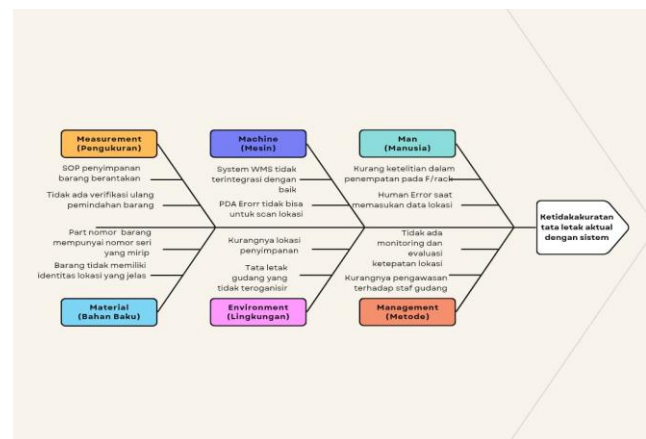 Measurement
(Pengukuran)
Machine
(Mesin)
Man
(Manusia)
SOP penyimpanan
barang berantakan
Tidak ada verifikasi ulang
pemindahan barang
System WMS tidak
terintegrasi dengan
baik
PDA Erorr tidak bisa
untuk scan lokasi
Kurang ketelitian dalam
penempatan pada F/rack
Human Error saat
memasukan data lokasi
Ketidakakuratan
tata letak aktual
dengan sistem
Part nomor barang
mempunyai nomor seri
yang mirip
Barang tidak memiliki
identitas lokasi yang jelas
Kurangnya lokasi
penyimpanan
Tata letak
gudang yang
tidak teroganisir
Tidak ada
monitoring dan
evaluasi
ketepatan lokasi
Kurangnya pengawasan
terhadap staf gudang
Material
(Bahan Baku)
Environment
(Lingkungan)
Management
(Metode)